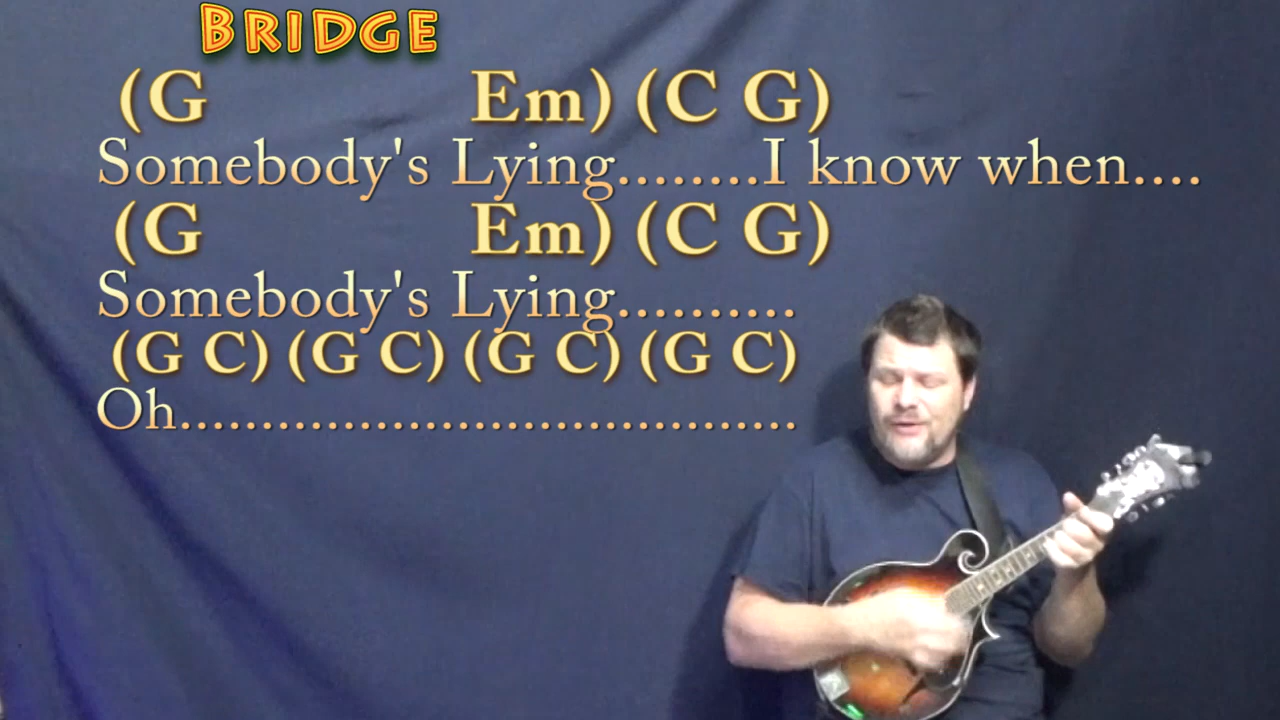 BRIDGE
(G Em) (C G)
Somebody's Lying........I know when....
(G Em) (C G)
Somebody's Lying..........
(G C) (G C) (G C) (G C)
Oh.......................................